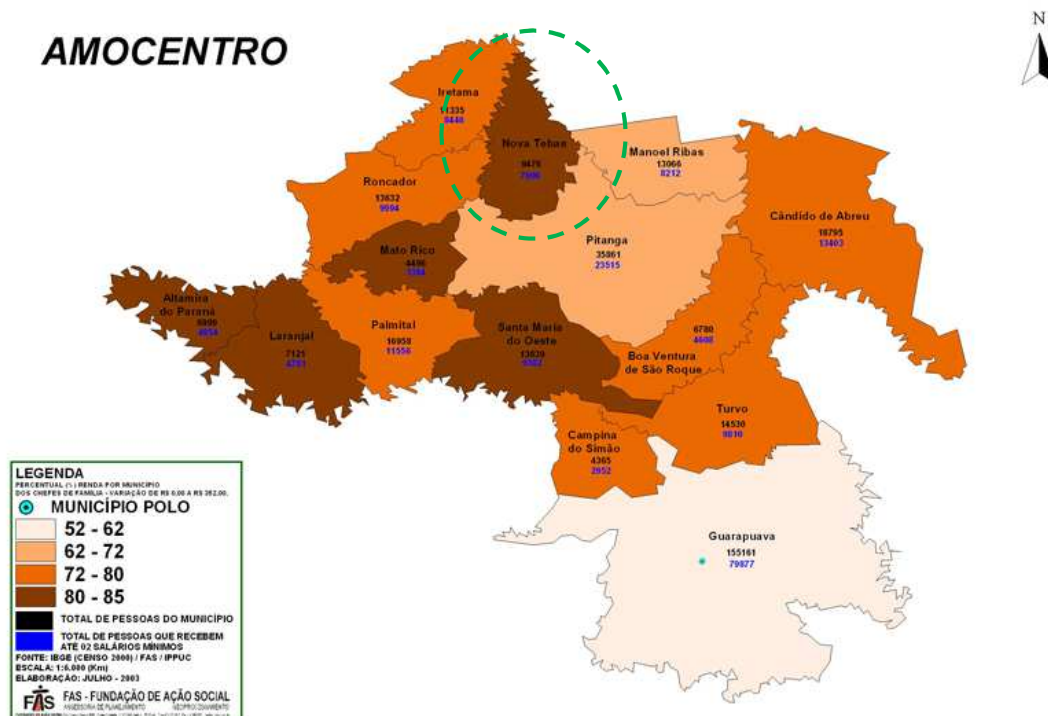 AMOCENTRO
N
Iretama
11335
8446
Nova Tebas
9476
Manoel Ribas
13066
8212
Roncador
13632
9994
Cândido de Abreu
18795
13403
Pitanga
35861
23515
Mato Rico
4496
Altamira
do Paraná
Laranjal
7121
Palmital
16958
11556
Santa Maria
do Oeste
6780
4608
Boa Ventura
de São Roque
Turvo
14530
9810
Campina
do Simão
4365
2952
Guarapuava
155161
79877
LEGENDA
PERCENTUAL (%) RENDA POR MUNICÍPIO
DOS CHEFES DE FAMÍLIA - VARIAÇÃO DE R$ 0,00 A R$ 352,00.
MUNICÍPIO POLO
52 - 62
62 - 72
72 - 80
80 - 85
TOTAL DE PESSOAS DO MUNICÍPIO
TOTAL DE PESSOAS QUE RECEBEM
ATÉ 02 SALÁRIOS MÍNIMOS
FONTE: IBGE (CENSO 2000) / FAS / IPPUC
ESCALA: 1:6.000 (Km)
ELABORAÇÃO: JULHO - 2003
FAS FAS - FUNDAÇÃO DE AÇÃO SOCIAL